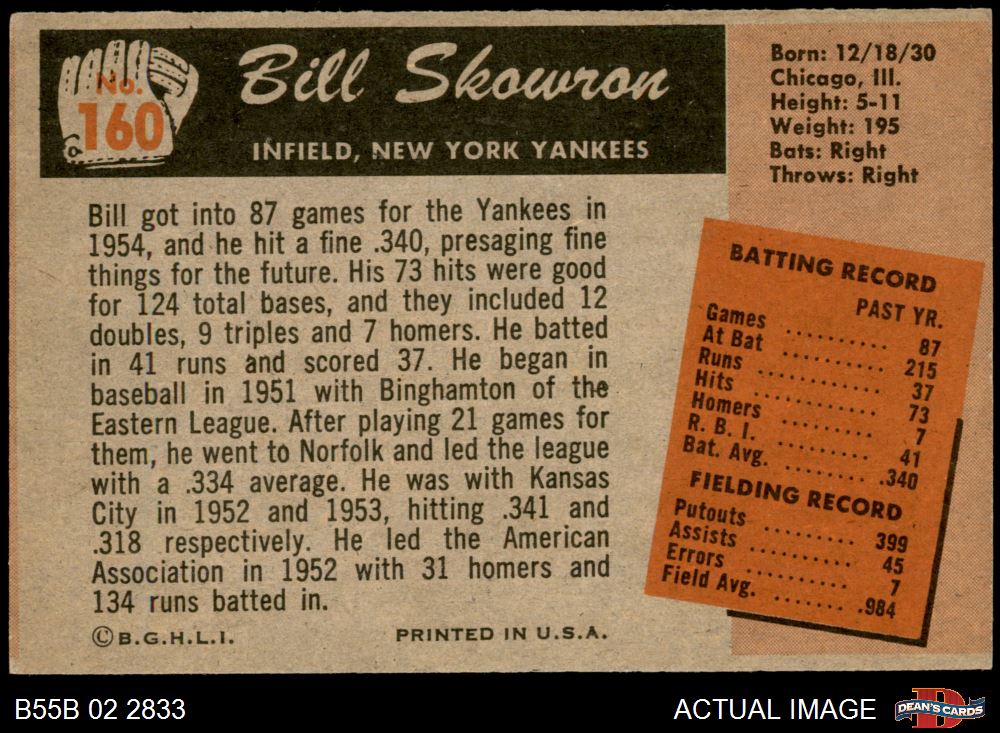 No.
160
Bill Skowron
INFIELD, NEW YORK YANKEES
Born: 12/18/30
Chicago, Ill.
Height: 5-11
Weight: 195
Bats: Right
Throws: Right
Bill got into 87 games for the Yankees in
1954, and he hit a fine .340, presaging fine
things for the future. His 73 hits were good
for 124 total bases, and they included 12
doubles, 9 triples and 7 homers. He batted
in 41 runs and scored 37. He began in
baseball in 1951 with Binghamton of the
Eastern League. After playing 21 games for
them, he went to Norfolk and led the league
with a .334 average. He was with Kansas
City in 1952 and 1953, hitting .341 and
.318 respectively. He led the American
Association in 1952 with 31 homers and
134 runs batted in.
©B.G.H.L.I.
PRINTED IN U.S.A.
BATTING RECORD
PAST YR.
Games .......... 87
At Bat .......... 215
Runs ............ 37
Hits ............ 73
Homers ......... 7
R. B. I. ......... 41
Bat. Avg. ....... .340
FIELDING RECORD
Putouts ......... 399
Assists .......... 45
Errors ........... 7
Field Avg. ....... .984
B55B 02 2833
ACTUAL IMAGE
DEAN'S CARDS